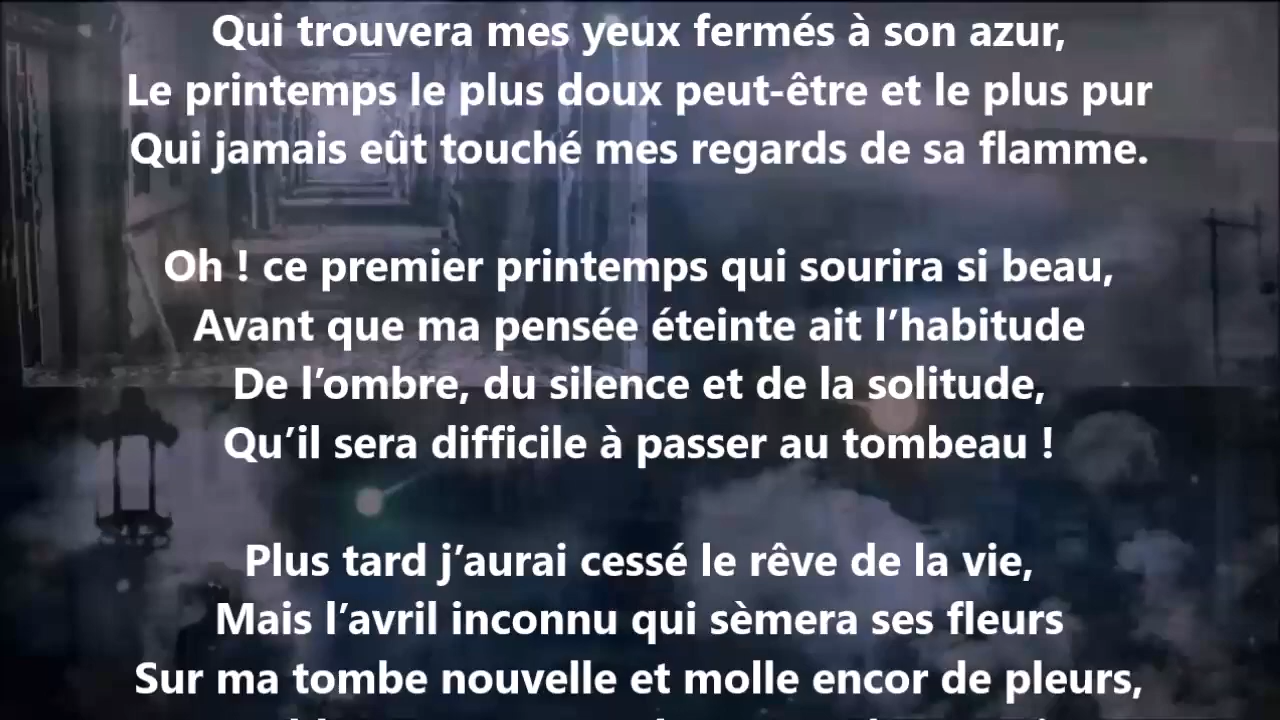 Qui trouvera mes yeux fermés à son azur,
Le printemps le plus doux peut-être et le plus pur
Qui jamais eût touché mes regards de sa flamme.
Oh ! ce premier printemps qui sourira si beau,
Avant que ma pensée éteinte ait l’habitude
De l’ombre, du silence et de la solitude,
Qu’il sera difficile à passer au tombeau !
Plus tard j’aurai cessé le rêve de la vie,
Mais l’avril inconnu qui sèmera ses fleurs
Sur ma tombe nouvelle et molle encor de pleurs,